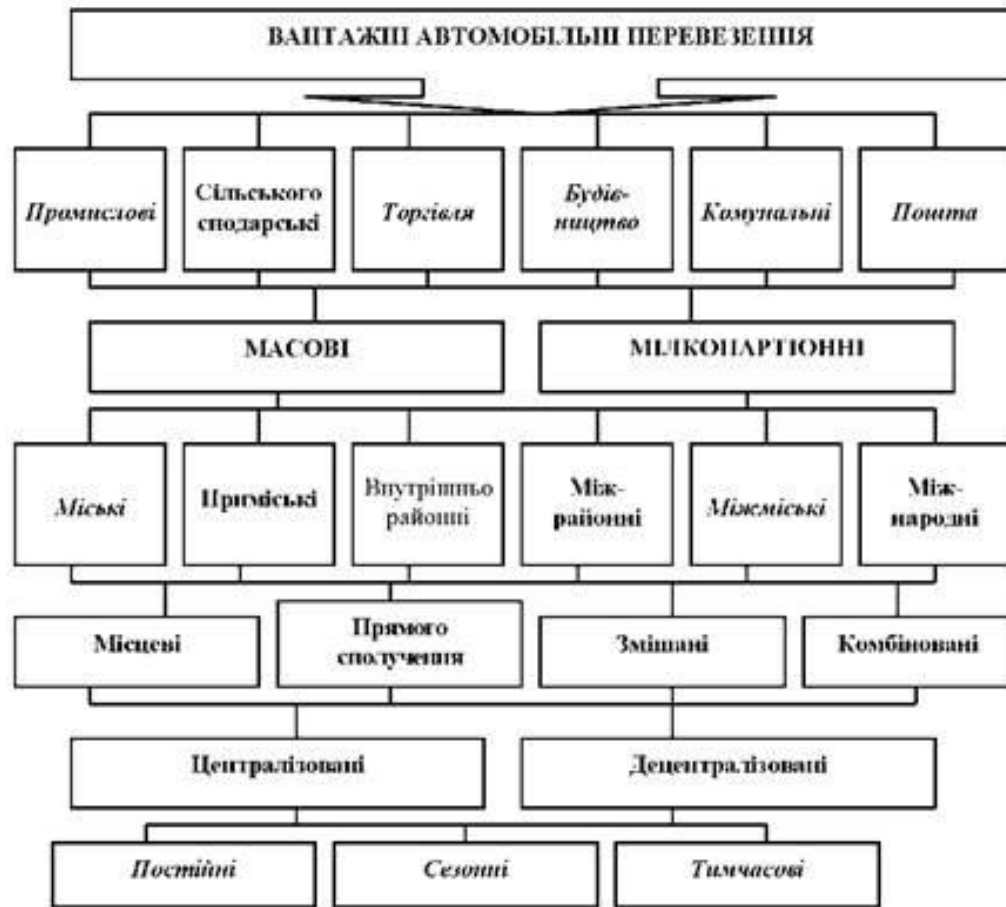 ВАНТАЖНІ АВТОМОБІЛЬНІ ПЕРЕВЕЗЕННЯ
Промислові
Сільського
сподарські
Торгівля
Будів-
ництво
Комунальні
Пошта
МАСОВІ
МІЛКОПАРТІОННІ
Міські
Приміські
Внутрішньо
районні
Між-
районні
Міжміські
Між-
народні
Місцеві
Прямого
сполучення
Змішані
Комбіновані
Централізовані
Децентралізовані
Постійні
Сезонні
Тимчасові